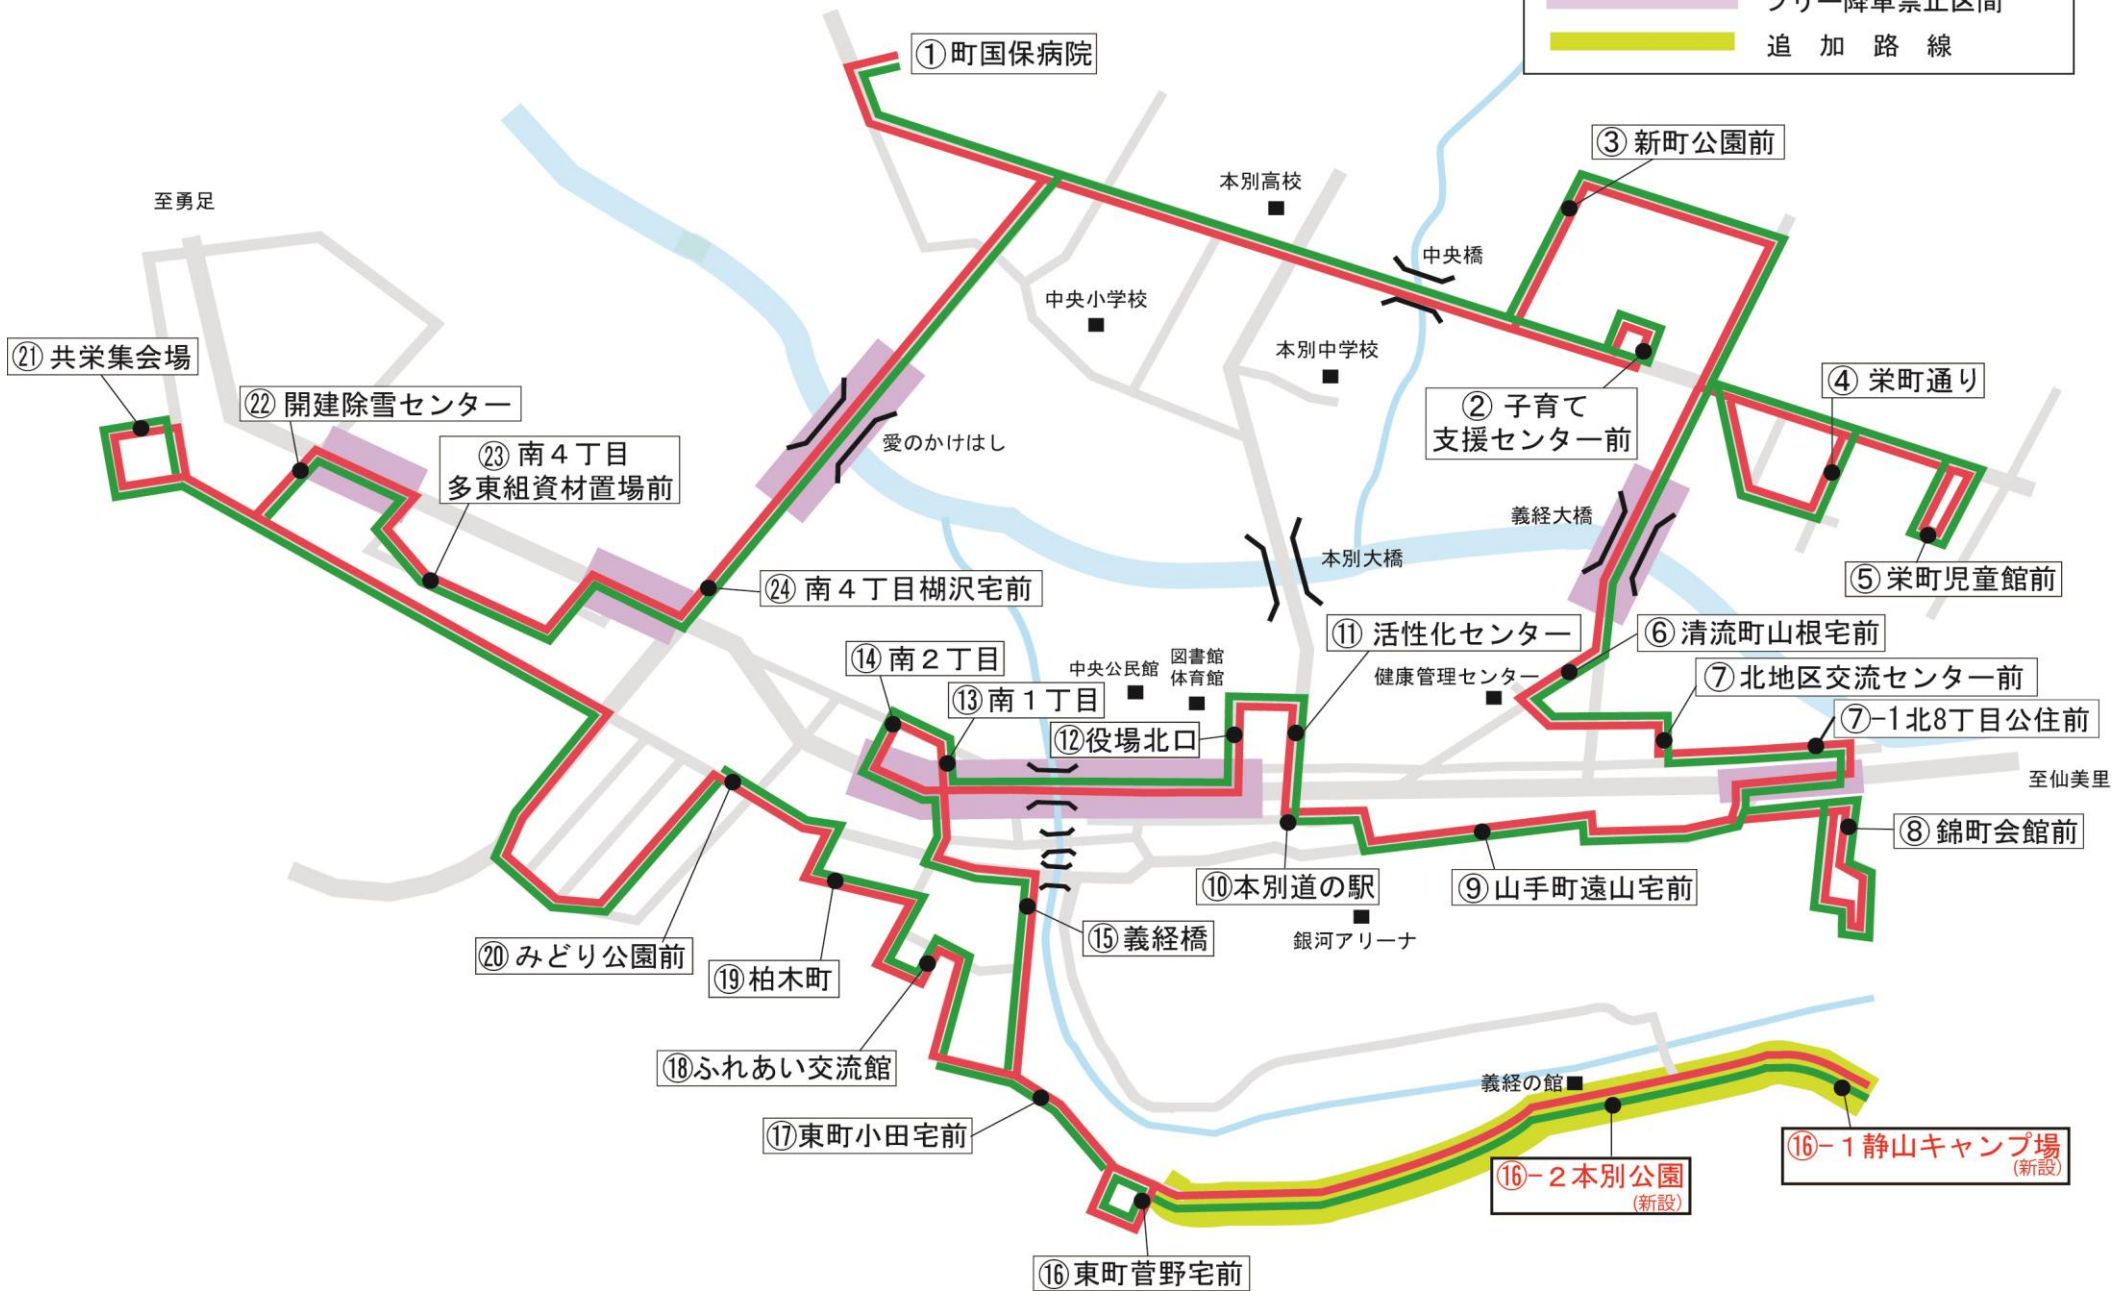 フリー降車禁止区間
追加路線
①町国保病院
③新町公園前
本別高校
至勇足
中央橋
中央小学校
㉑共栄集会場
本別中学校
④栄町通り
㉒開建除雪センター
②子育て
支援センター前
㉓南４丁目
多東組資材置場前
愛のかけはし
義経大橋
本別大橋
⑤栄町児童館前
㉔南４丁目楜沢宅前
⑪活性化センター
⑥清流町山根宅前
⑭南２丁目
中央公民館
図書館
体育館
健康管理センター
⑦北地区交流センター前
⑬南１丁目
⑦-1北8丁目公住前
⑫役場北口
至仙美里
⑧錦町会館前
⑩本別道の駅
⑨山手町遠山宅前
銀河アリーナ
⑮義経橋
⑳みどり公園前
⑲柏木町
⑱ふれあい交流館
義経の館
⑰東町小田宅前
⑯-１静山キャンプ場
(新設)
⑯-２本別公園
(新設)
⑯東町菅野宅前